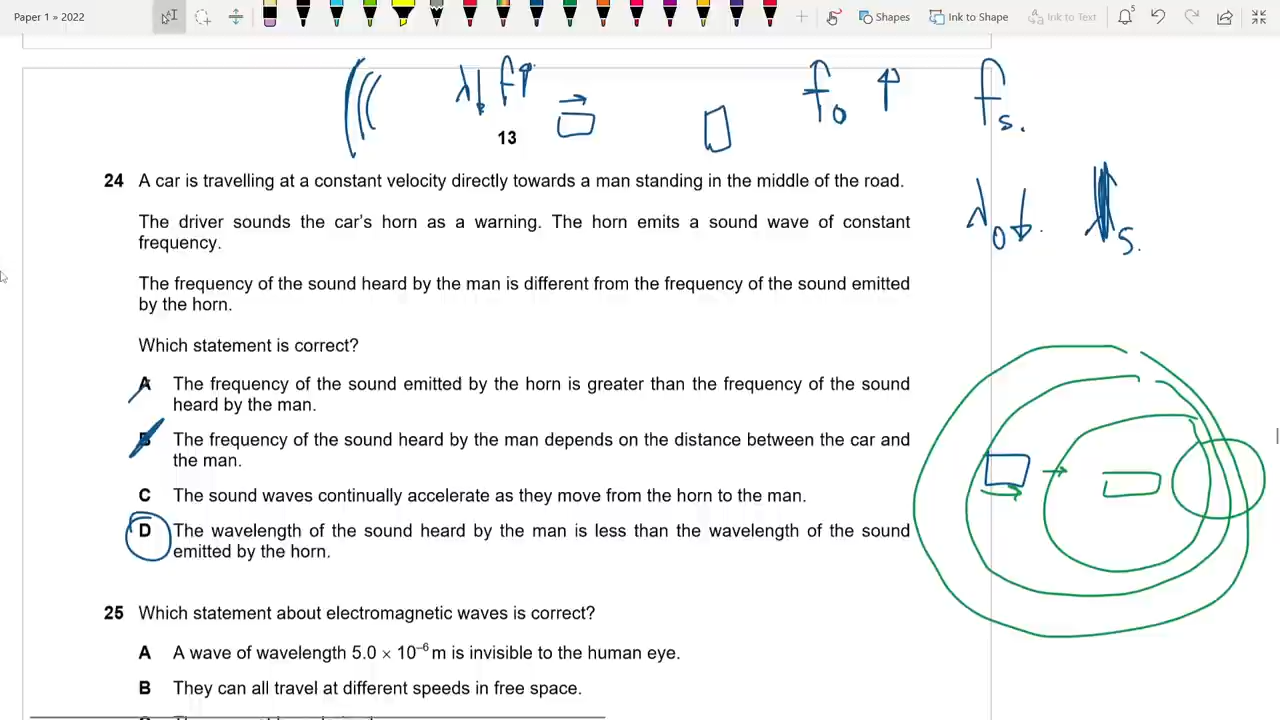 Paper 1 » 2022
Shapes
Ink to Shape
Ink to Text
5
λ↓ f↑
f₀ ↑
fs.
13
24 A car is travelling at a constant velocity directly towards a man standing in the middle of the road.
λ₀↓.
λs.
The driver sounds the car's horn as a warning. The horn emits a sound wave of constant
frequency.
The frequency of the sound heard by the man is different from the frequency of the sound emitted
by the horn.
Which statement is correct?
A The frequency of the sound emitted by the horn is greater than the frequency of the sound
heard by the man.
B The frequency of the sound heard by the man depends on the distance between the car and
the man.
C The sound waves continually accelerate as they move from the horn to the man.
D The wavelength of the sound heard by the man is less than the wavelength of the sound
emitted by the horn.
25 Which statement about electromagnetic waves is correct?
A A wave of wavelength 5.0 × 10⁻⁶ m is invisible to the human eye.
B They can all travel at different speeds in free space.